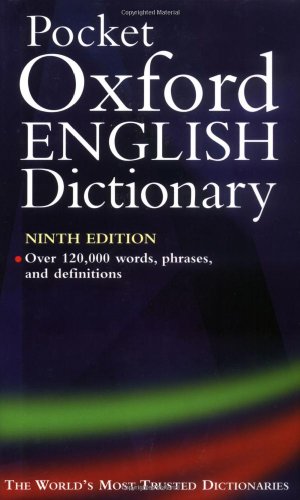 Pocket
Oxford
ENGLISH
Dictionary
NINTH EDITION
• Over 120,000 words, phrases,
and definitions
THE WORLD'S MOST TRUSTED DICTIONARIES